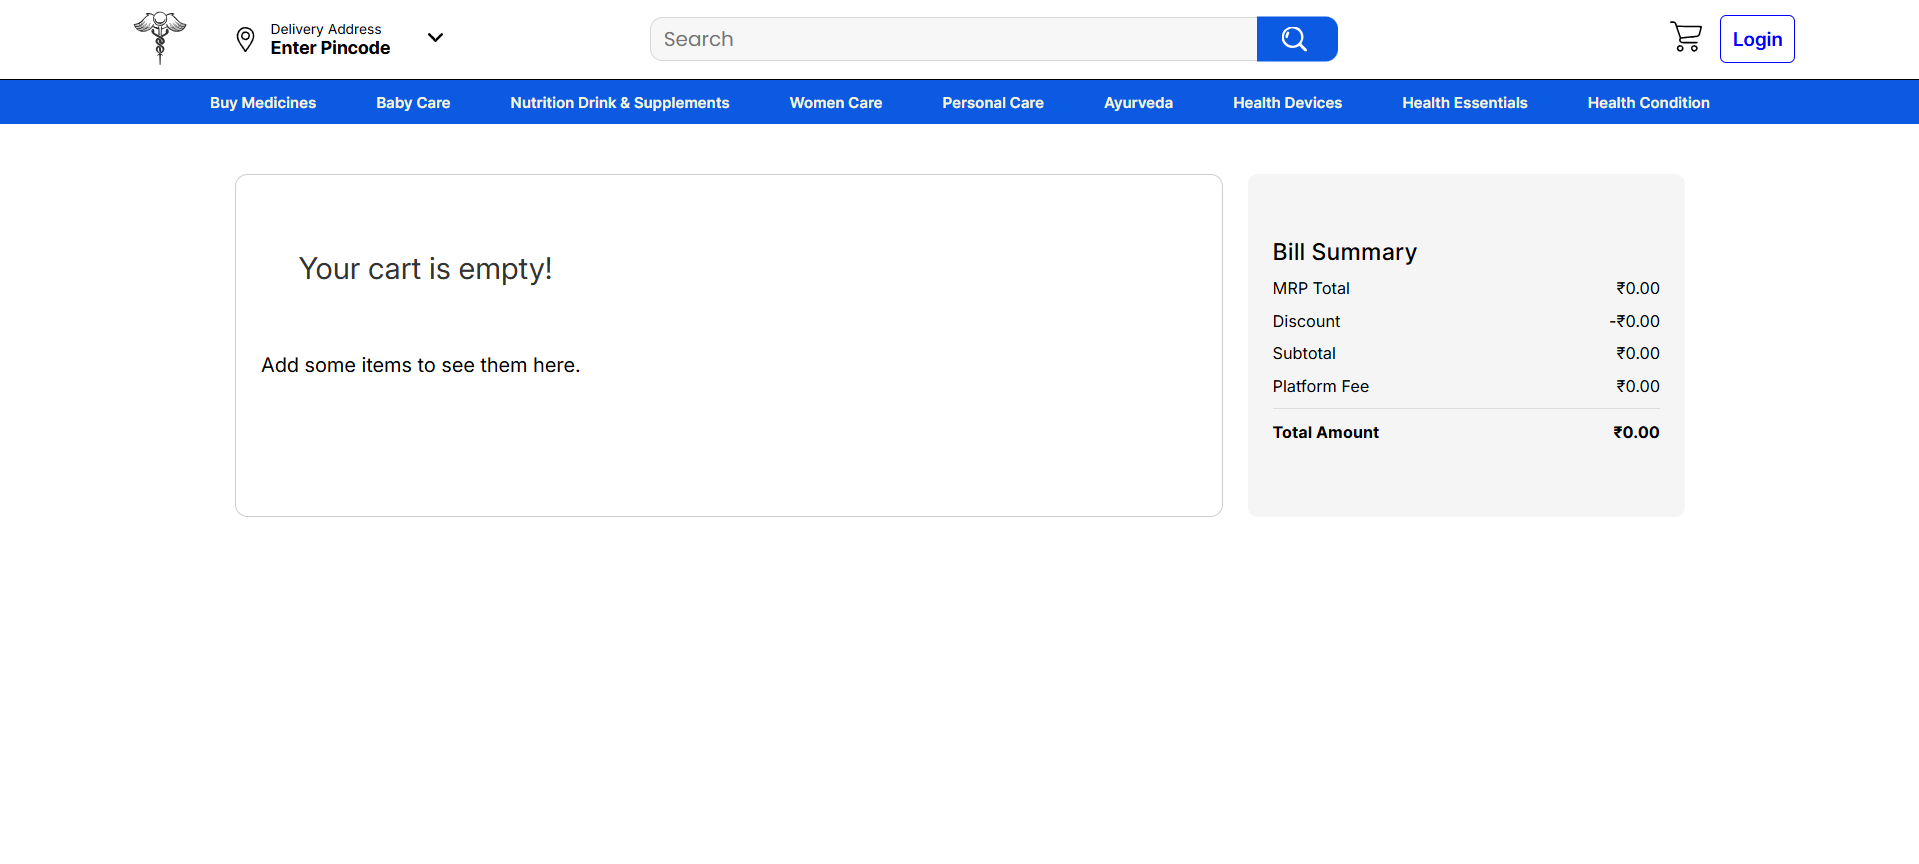 Delivery Address
Enter Pincode
Search
Login
Buy Medicines
Baby Care
Nutrition Drink & Supplements
Women Care
Personal Care
Ayurveda
Health Devices
Health Essentials
Health Condition
Your cart is empty!
Add some items to see them here.
Bill Summary
MRP Total ₹0.00
Discount -₹0.00
Subtotal ₹0.00
Platform Fee ₹0.00
Total Amount ₹0.00